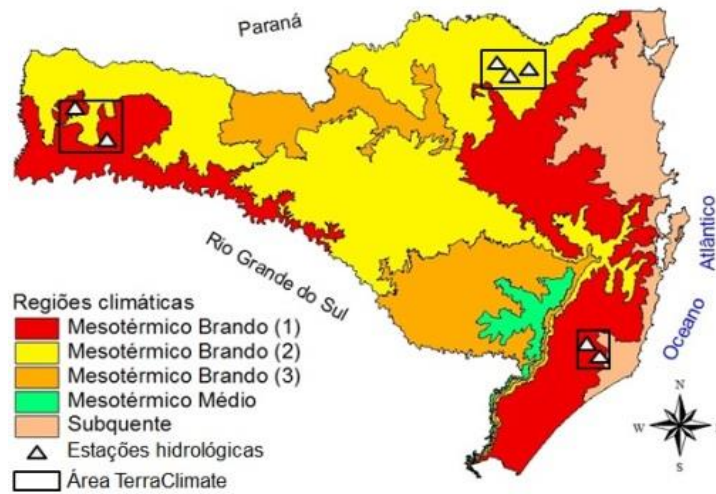 Paraná
Atlântico
Oceano
Rio Grande do Sul
Regiões climáticas
Mesotérmico Brando (1)
Mesotérmico Brando (2)
Mesotérmico Brando (3)
Mesotérmico Médio
Subquente
Estações hidrológicas
Área TerraClimate
N
W
S